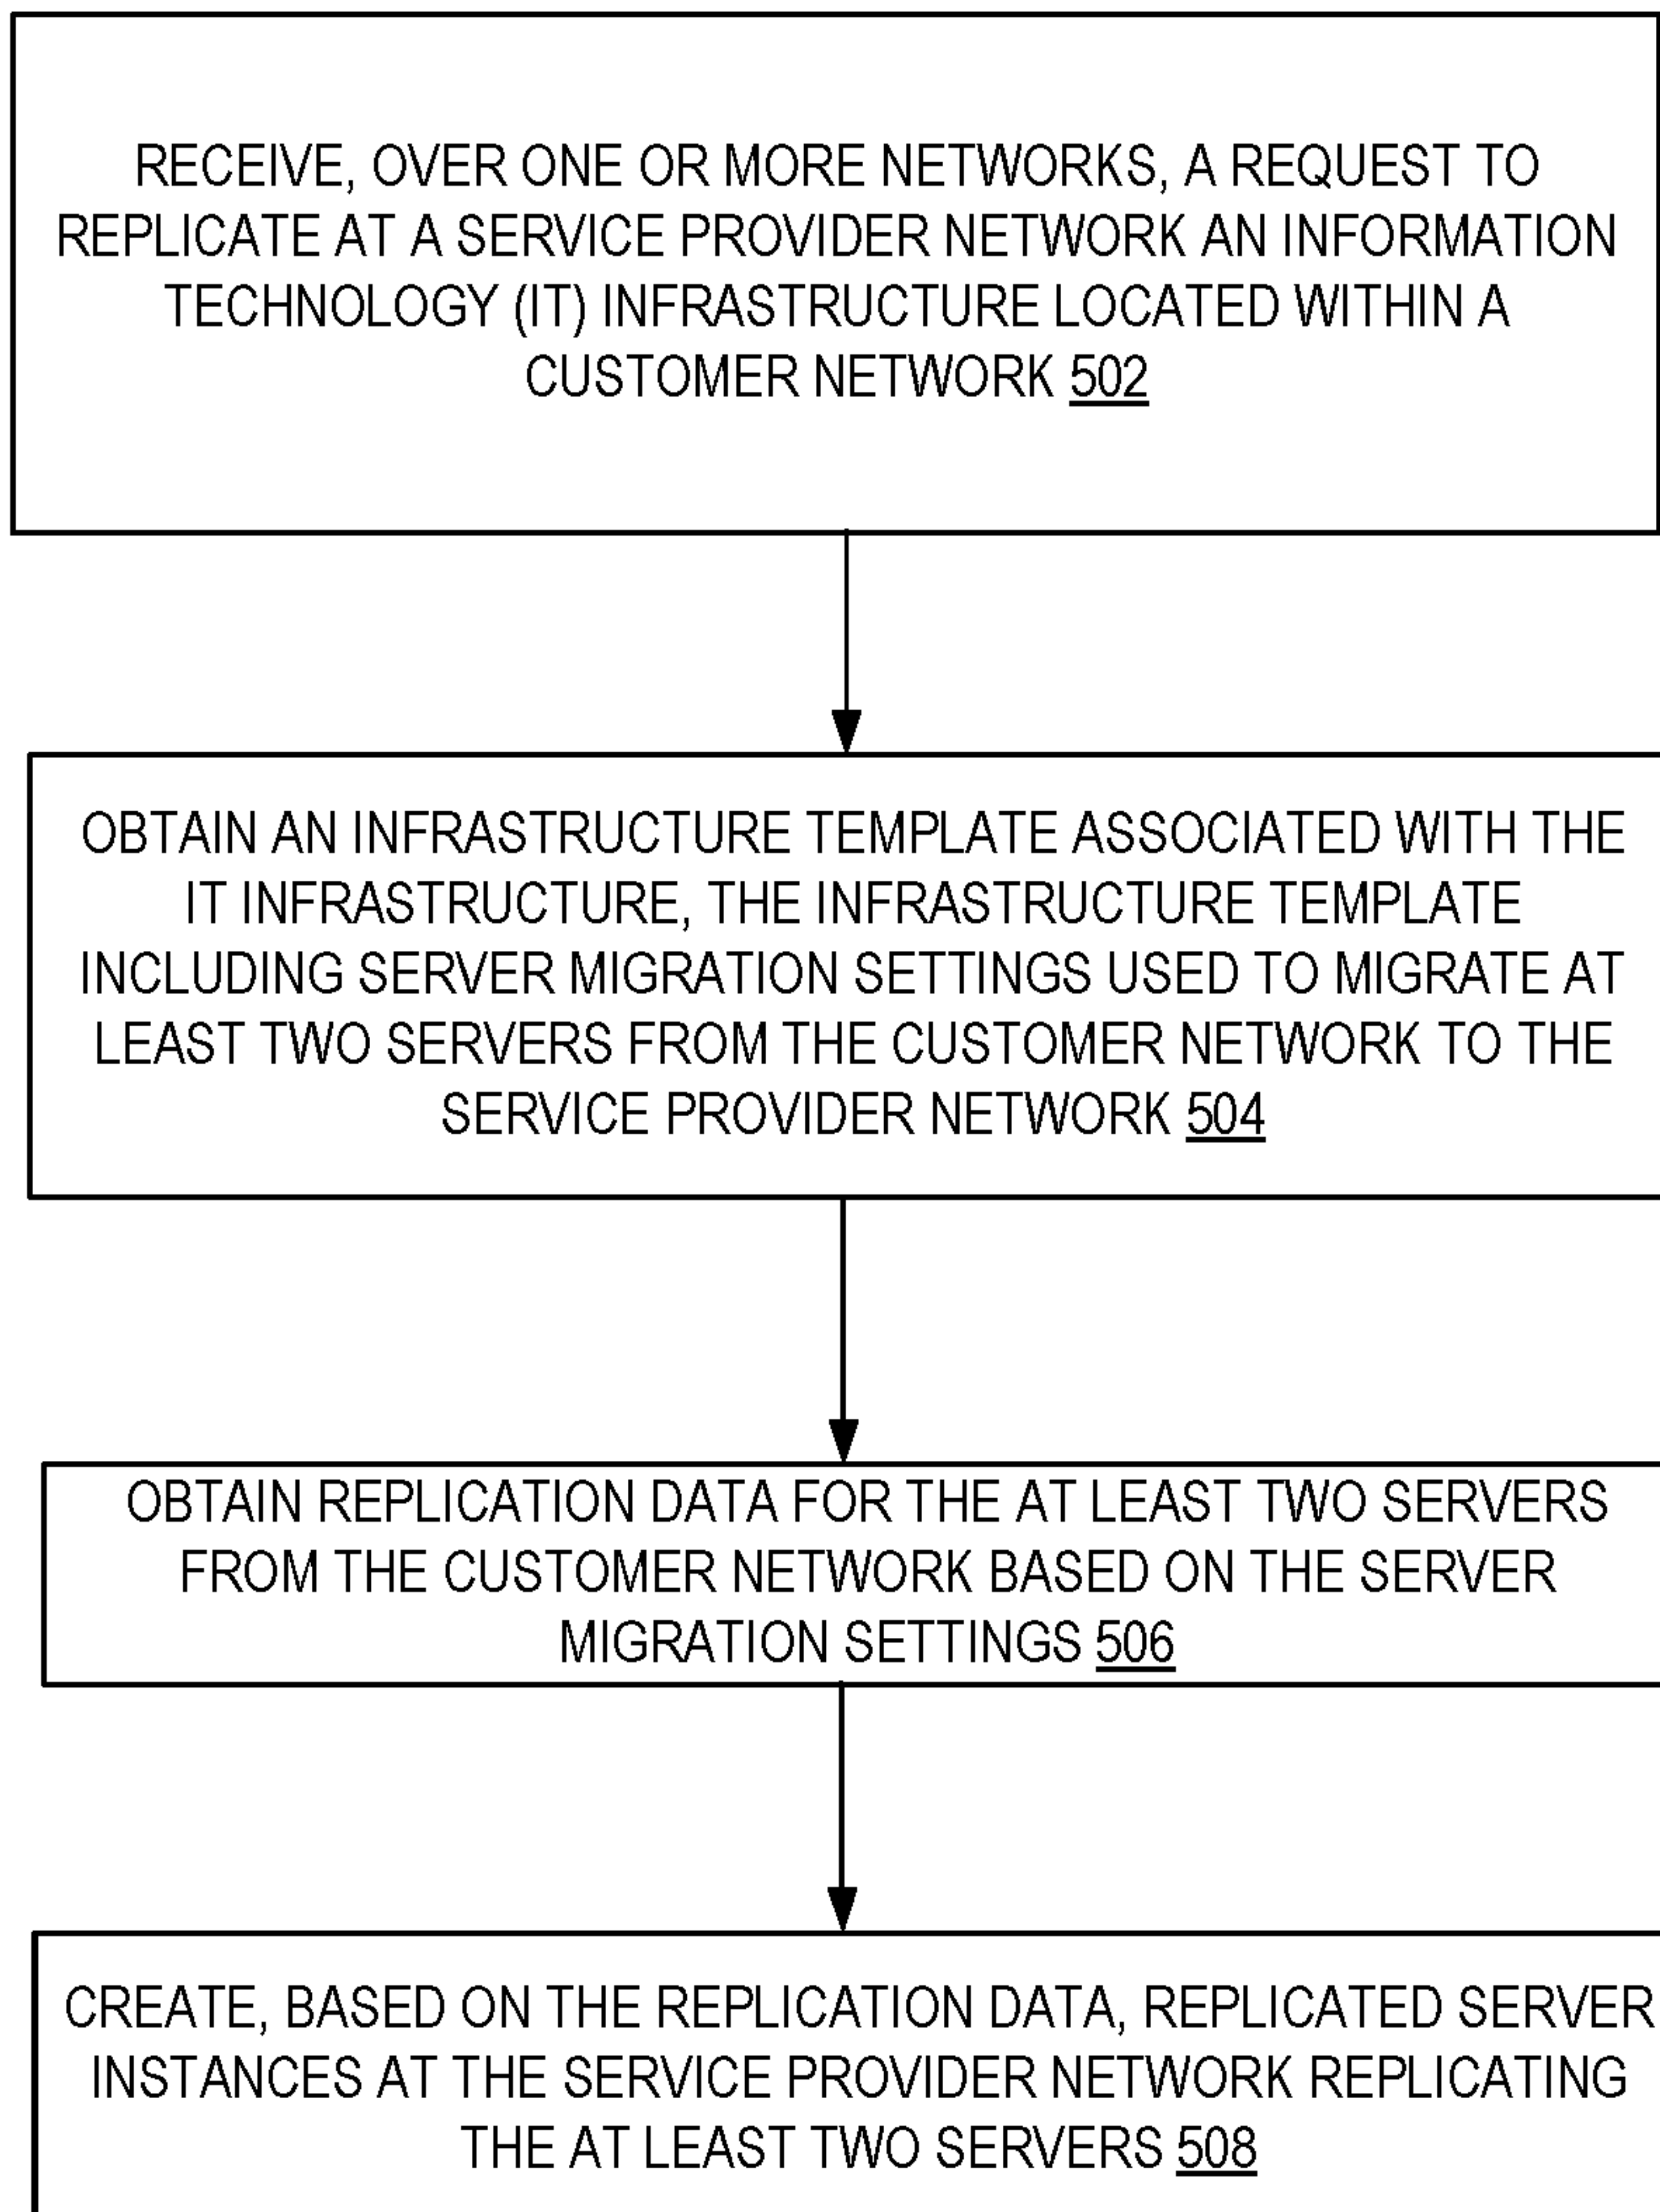 RECEIVE, OVER ONE OR MORE NETWORKS, A REQUEST TO
REPLICATE AT A SERVICE PROVIDER NETWORK AN INFORMATION
TECHNOLOGY (IT) INFRASTRUCTURE LOCATED WITHIN A
CUSTOMER NETWORK 502
OBTAIN AN INFRASTRUCTURE TEMPLATE ASSOCIATED WITH THE
IT INFRASTRUCTURE, THE INFRASTRUCTURE TEMPLATE
INCLUDING SERVER MIGRATION SETTINGS USED TO MIGRATE AT
LEAST TWO SERVERS FROM THE CUSTOMER NETWORK TO THE
SERVICE PROVIDER NETWORK 504
OBTAIN REPLICATION DATA FOR THE AT LEAST TWO SERVERS
FROM THE CUSTOMER NETWORK BASED ON THE SERVER
MIGRATION SETTINGS 506
CREATE, BASED ON THE REPLICATION DATA, REPLICATED SERVER
INSTANCES AT THE SERVICE PROVIDER NETWORK REPLICATING
THE AT LEAST TWO SERVERS 508